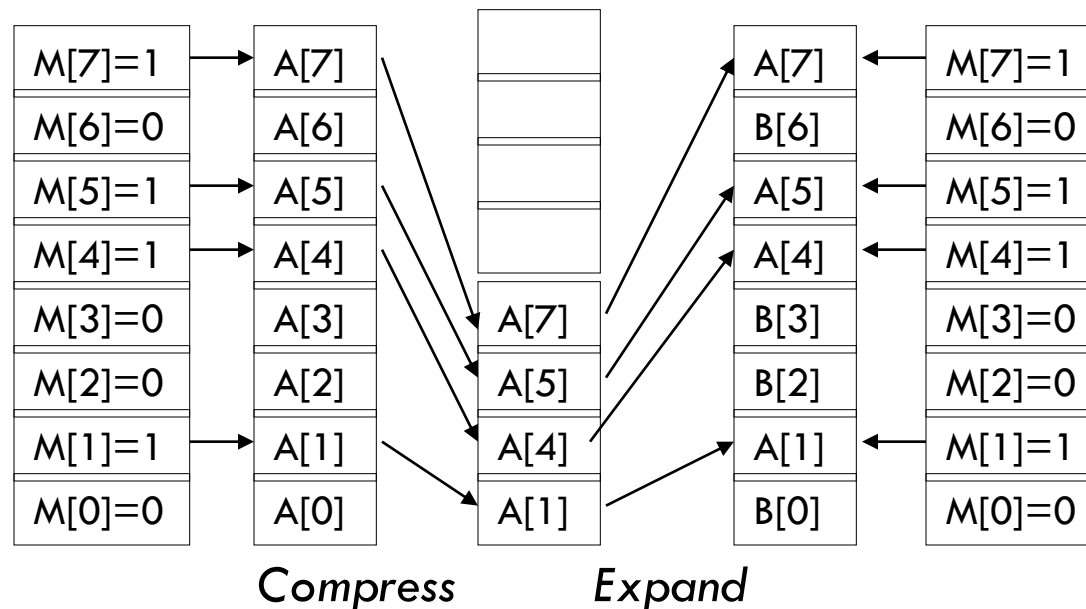 M[7]=1 A[7] A[7] M[7]=1
M[6]=0 A[6] B[6] M[6]=0
M[5]=1 A[5] A[5] M[5]=1
M[4]=1 A[4] A[4] M[4]=1
M[3]=0 A[3] A[7] B[3] M[3]=0
M[2]=0 A[2] A[5] B[2] M[2]=0
M[1]=1 A[1] A[4] A[1] M[1]=1
M[0]=0 A[0] A[1] B[0] M[0]=0
Compress Expand